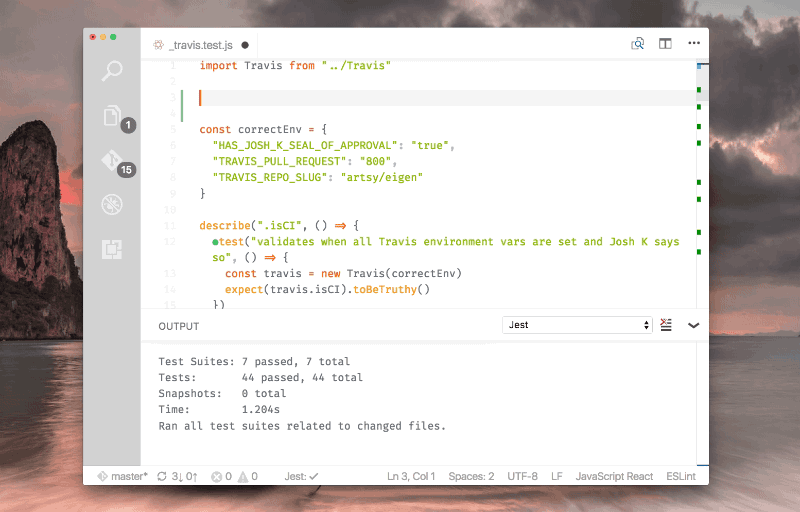 _travis.test.js
1 import Travis from "../Travis"
2
3
4
5 const correctEnv = {
6 "HAS_JOSH_K_SEAL_OF_APPROVAL": "true",
7 "TRAVIS_PULL_REQUEST": "800",
8 "TRAVIS_REPO_SLUG": "artsy/eigen"
9 }
10
11 describe(".isCI", () => {
12 test("validates when all Travis environment vars are set and Josh K says
so", () => {
13 const travis = new Travis(correctEnv)
14 expect(travis.isCI).toBeTruthy()
15 })
1
15
OUTPUT
Jest
Test Suites: 7 passed, 7 total
Tests: 44 passed, 44 total
Snapshots: 0 total
Time: 1.204s
Ran all test suites related to changed files.
master* 3↓ 0↑ 0 0 Jest: ✓ Ln 3, Col 1 Spaces: 2 UTF-8 LF JavaScript React ESLint